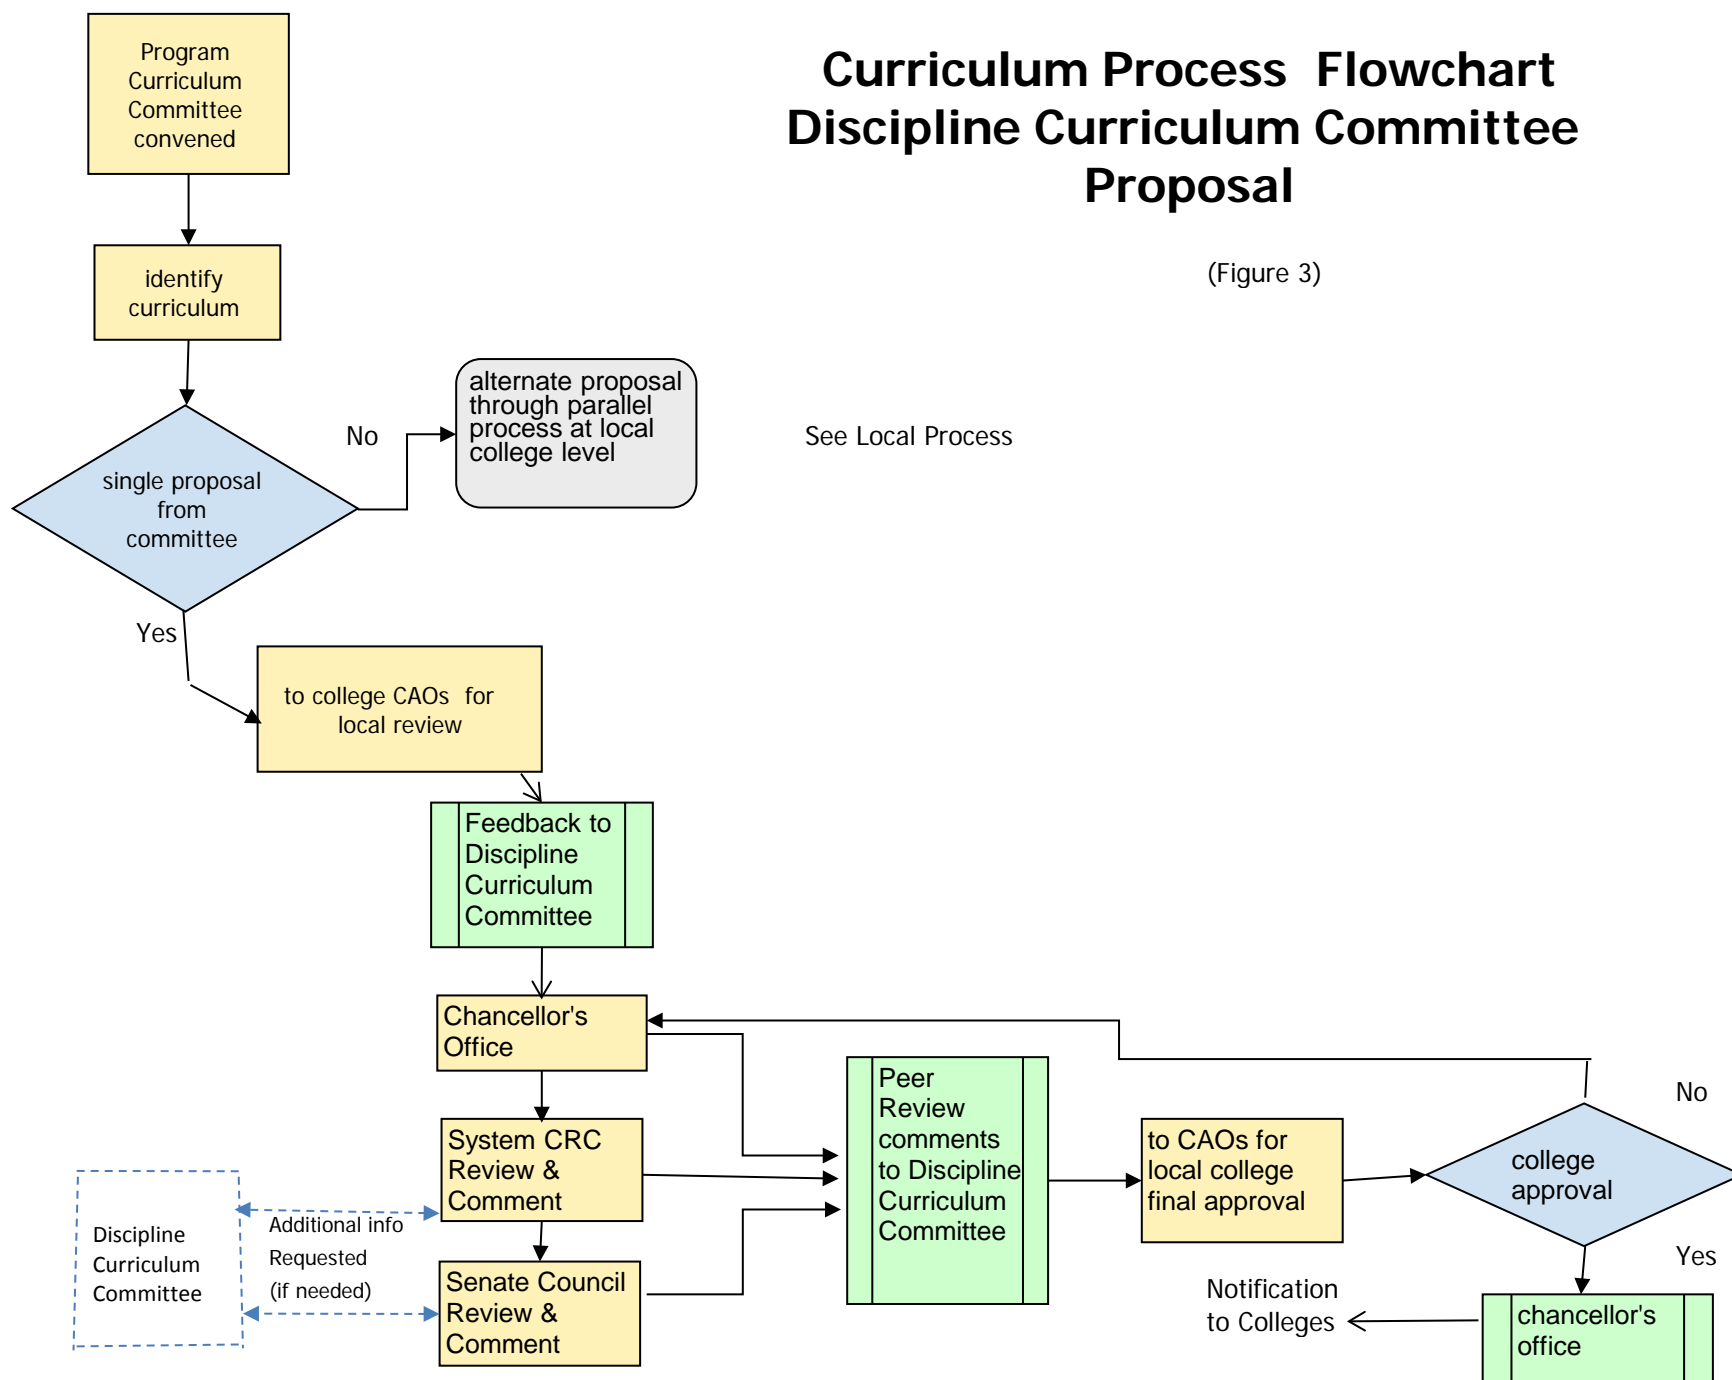 Curriculum Process Flowchart
Discipline Curriculum Committee
Proposal
(Figure 3)
Program
Curriculum
Committee
convened
identify
curriculum
single proposal
from
committee
No
alternate proposal
through parallel
process at local
college level
See Local Process
Yes
to college CAOs for
local review
Feedback to
Discipline
Curriculum
Committee
Chancellor's
Office
System CRC
Review &
Comment
Senate Council
Review &
Comment
Discipline
Curriculum
Committee
Additional info
Requested
(if needed)
Peer
Review
comments
to Discipline
Curriculum
Committee
to CAOs for
local college
final approval
college
approval
No
Yes
chancellor's
office
Notification
to Colleges